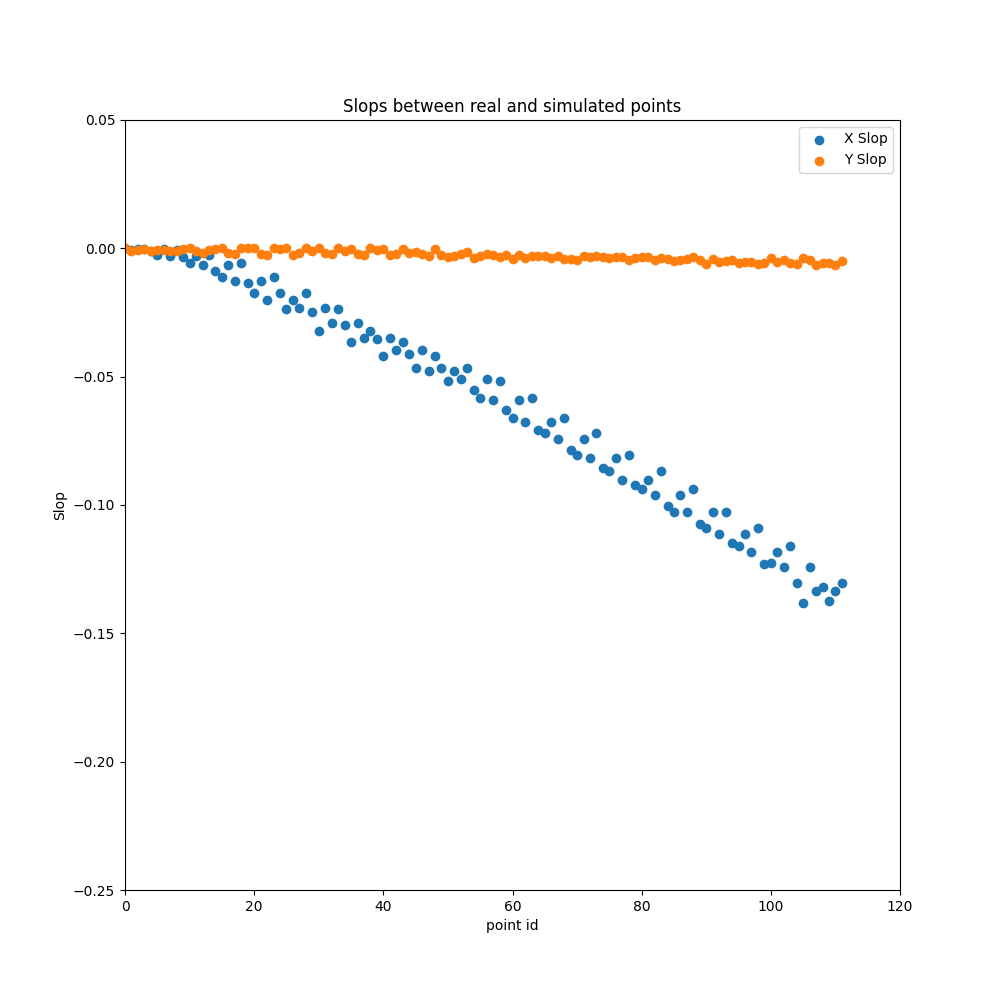 Slops between real and simulated points
X Slop
Y Slop
0.05
0.00
−0.05
−0.10
−0.15
−0.20
−0.25
Slop
0 20 40 60 80 100 120
point id